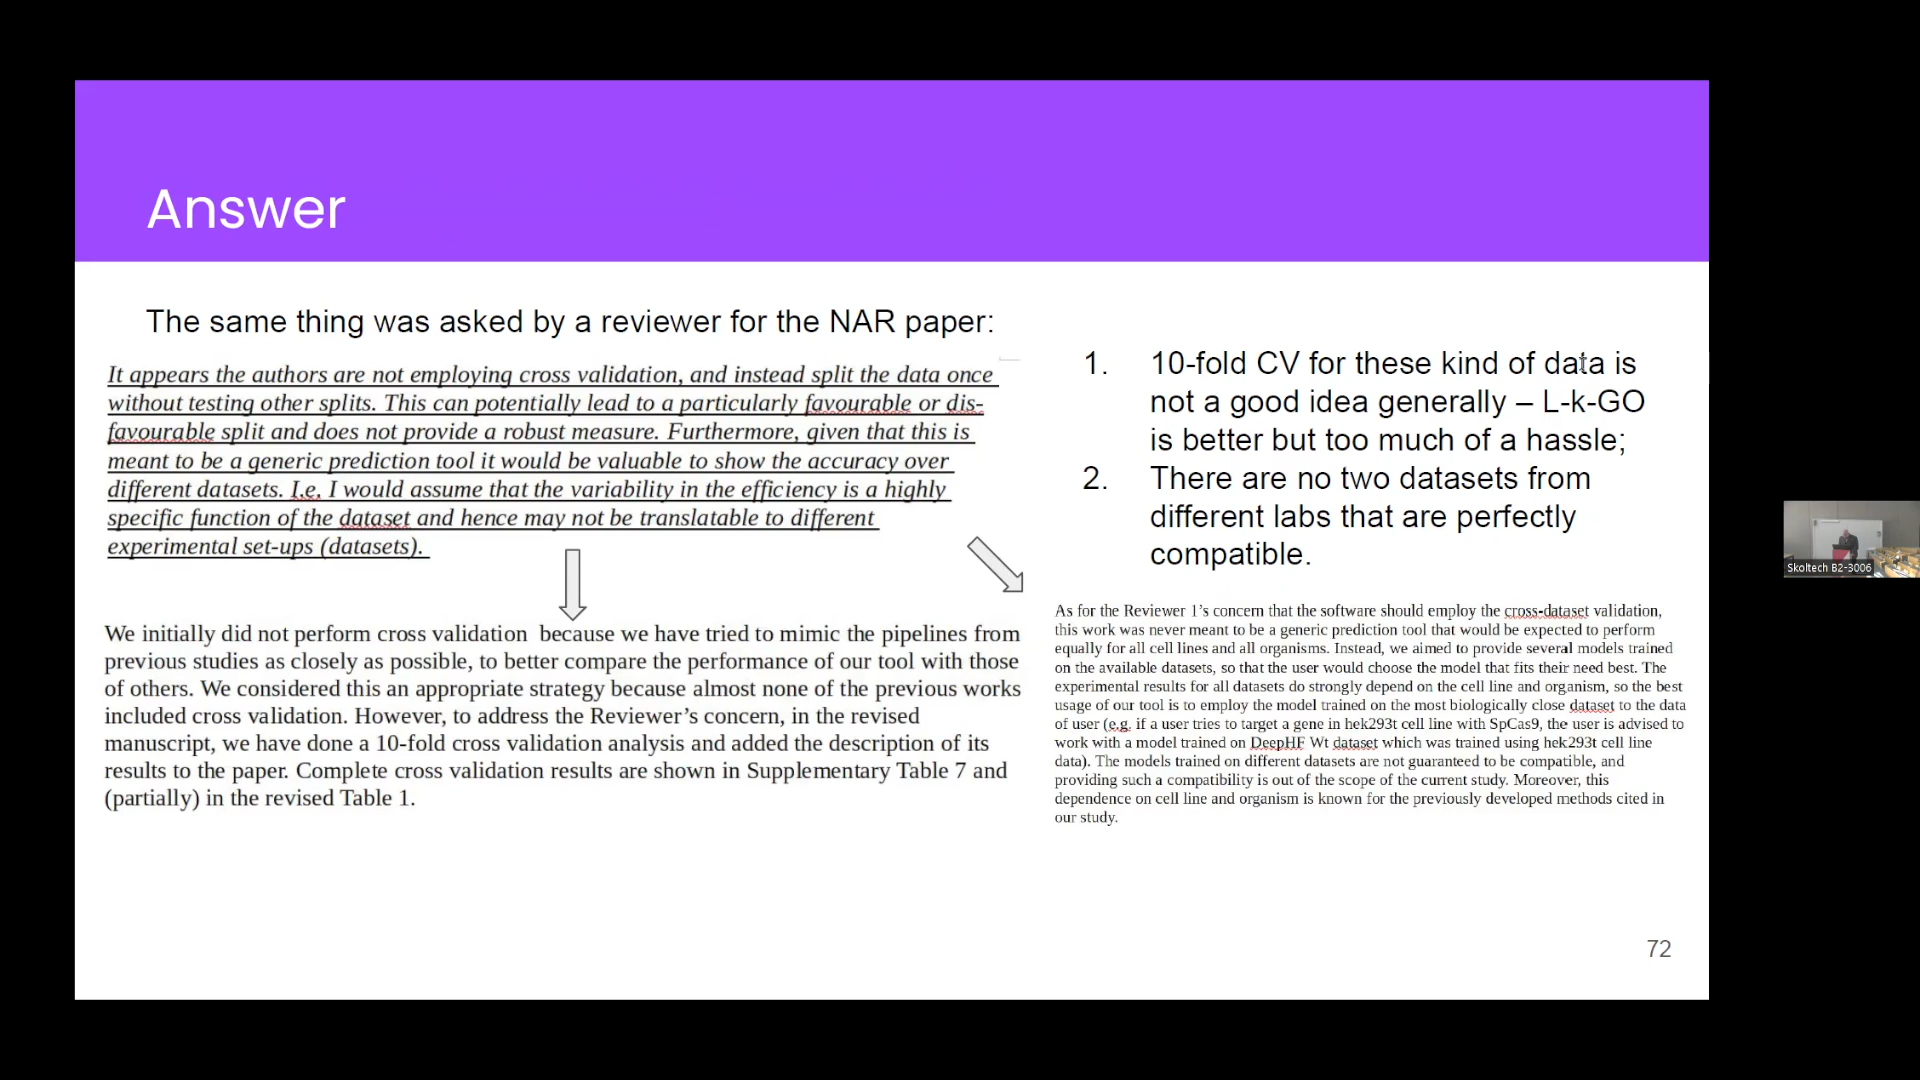 Answer
The same thing was asked by a reviewer for the NAR paper:
It appears the authors are not employing cross validation, and instead split the data once
without testing other splits. This can potentially lead to a particularly favourable or dis-
favourable split and does not provide a robust measure. Furthermore, given that this is
meant to be a generic prediction tool it would be valuable to show the accuracy over
different datasets. I.e. I would assume that the variability in the efficiency is a highly
specific function of the dataset and hence may not be translatable to different
experimental set-ups (datasets).
We initially did not perform cross validation because we have tried to mimic the pipelines from
previous studies as closely as possible, to better compare the performance of our tool with those
of others. We considered this an appropriate strategy because almost none of the previous works
included cross validation. However, to address the Reviewer's concern, in the revised
manuscript, we have done a 10-fold cross validation analysis and added the description of its
results to the paper. Complete cross validation results are shown in Supplementary Table 7 and
(partially) in the revised Table 1.
1. 10-fold CV for these kind of data is
not a good idea generally – L-k-GO
is better but too much of a hassle;
2. There are no two datasets from
different labs that are perfectly
compatible.
As for the Reviewer 1's concern that the software should employ the cross-dataset validation,
this work was never meant to be a generic prediction tool that would be expected to perform
equally for all cell lines and all organisms. Instead, we aimed to provide several models trained
on the available datasets, so that the user would choose the model that fits their need best. The
experimental results for all datasets do strongly depend on the cell line and organism, so the best
usage of our tool is to employ the model trained on the most biologically close dataset to the data
of user (e.g. if a user tries to target a gene in hek293t cell line with SpCas9, the user is advised to
work with a model trained on DeepHF Wt dataset which was trained using hek293t cell line
data). The models trained on different datasets are not guaranteed to be compatible, and
providing such a compatibility is out of the scope of the current study. Moreover, this
dependence on cell line and organism is known for the previously developed methods cited in
our study.
72
Skoltech B2-3006